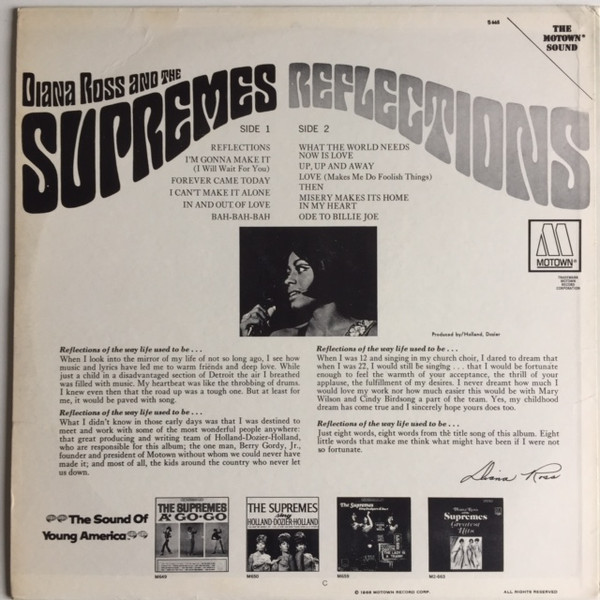 S 665
THE
MOTOWN®
SOUND
DIANA ROSS AND THE
SUPREMES REFLECTIONS
SIDE 1
REFLECTIONS
I'M GONNA MAKE IT
(I Will Wait For You)
FOREVER CAME TODAY
I CAN'T MAKE IT ALONE
IN AND OUT OF LOVE
BAH-BAH-BAH
SIDE 2
WHAT THE WORLD NEEDS
NOW IS LOVE
UP, UP AND AWAY
LOVE (Makes Me Do Foolish Things)
THEN
MISERY MAKES ITS HOME
IN MY HEART
ODE TO BILLIE JOE
M
MOTOWN®
TRADEMARK
MOTOWN
RECORD
CORPORATION
Produced by/Holland, Dozier
Reflections of the way life used to be . . .
When I look into the mirror of my life of not so long ago, I see how
music and lyrics have led me to warm friends and deep love. While
just a child in a disadvantaged section of Detroit the air I breathed
was filled with music. My heartbeat was like the throbbing of drums.
I knew even then that the road up was a tough one. But at least for
me, it would be paved with song.
Reflections of the way life used to be . . .
What I didn't know in those early days was that I was destined to
meet and work with some of the most wonderful people anywhere:
that great producing and writing team of Holland-Dozier-Holland,
who are responsible for this album; the one man, Berry Gordy, Jr.,
founder and president of Motown without whom we could never have
made it; and most of all, the kids around the country who never let
us down.
Reflections of the way life used to be . . .
When I was 12 and singing in my church choir, I dared to dream that
when I was 22, I would still be singing . . . that I would be fortunate
enough to feel the warmth of your acceptance, the thrill of your
applause, the fulfillment of my desires. I never dreamt how much I
would love my work nor how much easier this would be with Mary
Wilson and Cindy Birdsong a part of the team. Yes, my childhood
dream has come true and I sincerely hope yours does too.
Reflections of the way life used to be . . .
Just eight words, eight words from the title song of this album. Eight
little words that make me think what might have been if I were not
so fortunate.
Diana Ross
The Sound Of
Young America
THE SUPREMES
A' GO-GO
M649
THE SUPREMES
sing
HOLLAND·DOZIER·HOLLAND
M650
The Supremes
M659
Diana Ross
Supremes
Greatest
Hits
M2-663
C
© 1968 MOTOWN RECORD CORP.
ALL RIGHTS RESERVED